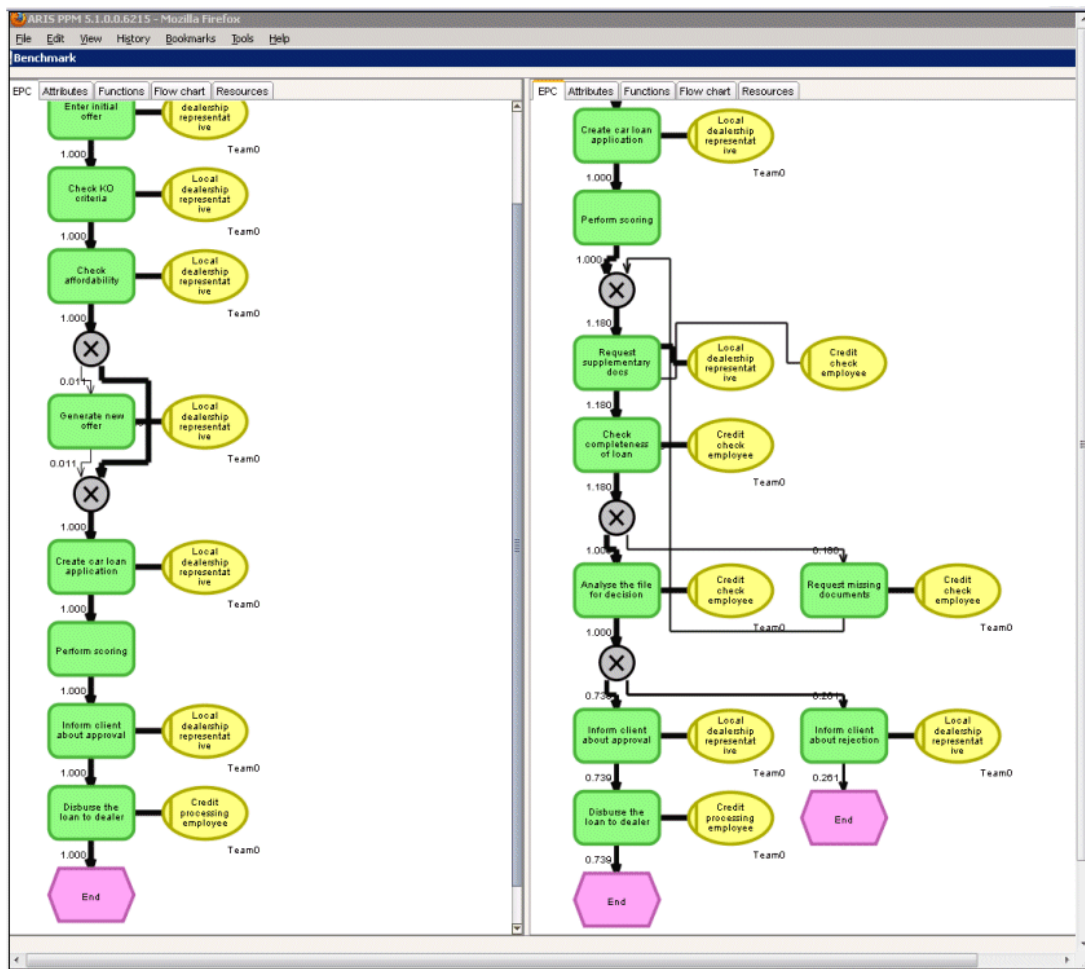 ARIS PPM 5.1.0.0.6215 - Mozilla Firefox
File Edit View History Bookmarks Tools Help
Benchmark
EPC Attributes Functions Flow chart Resources
Enter initial
offer
dealership
representat
ive
Team0
1.000
Check KO
criteria
Local
dealership
representat
ive
Team0
1.000
Check
affordability
Local
dealership
representat
ive
Team0
1.000
0.011
Generate new
offer
Local
dealership
representat
ive
Team0
0.011
1.000
Create car loan
application
Local
dealership
representat
ive
Team0
1.000
Perform scoring
1.000
Inform client
about approval
Local
dealership
representat
ive
Team0
1.000
Disburse the
loan to dealer
Credit
processing
employee
Team0
1.000
End
EPC Attributes Functions Flow chart Resources
Create car loan
application
Local
dealership
representat
ive
Team0
1.000
Perform scoring
1.000
1.180
Request
supplementary
docs
Local
dealership
representat
ive
Credit
check
employee
1.180
Check
completeness
of loan
Credit
check
employee
Team0
1.180
0.180
Analyse the file
for decision
Credit
check
employee
Team0
Request missing
documents
Credit
check
employee
Team0
1.000
0.261
Inform client
about approval
Local
dealership
representat
ive
Team0
Inform client
about rejection
Local
dealership
representat
ive
Team0
0.739
0.261
Disburse the
loan to dealer
Credit
processing
employee
Team0
End
0.739
End